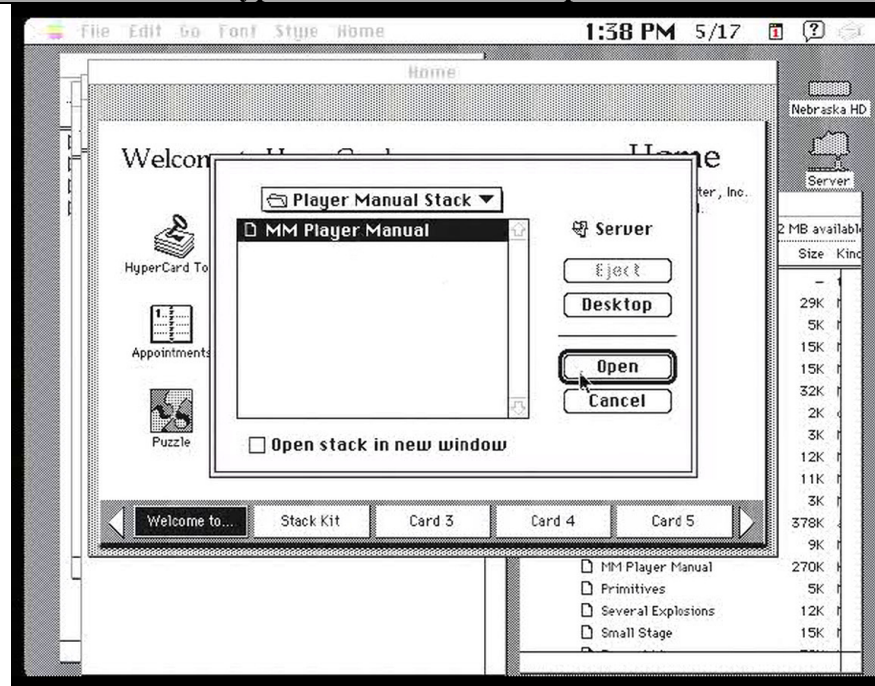 File Edit Go Font Style Home
1:38 PM 5/17
Home
Nebraska HD
Server
Welcom
Home
ter, Inc.
HyperCard To
Appointments
Puzzle
Player Manual Stack
MM Player Manual
Server
Eject
Desktop
Open
Cancel
Open stack in new window
Welcome to... Stack Kit Card 3 Card 4 Card 5
2 MB availabl
Size Kind
29K
5K
15K
15K
32K
2K
3K
12K
11K
3K
378K
9K
MM Player Manual 270K
Primitives 5K
Several Explosions 12K
Small Stage 15K